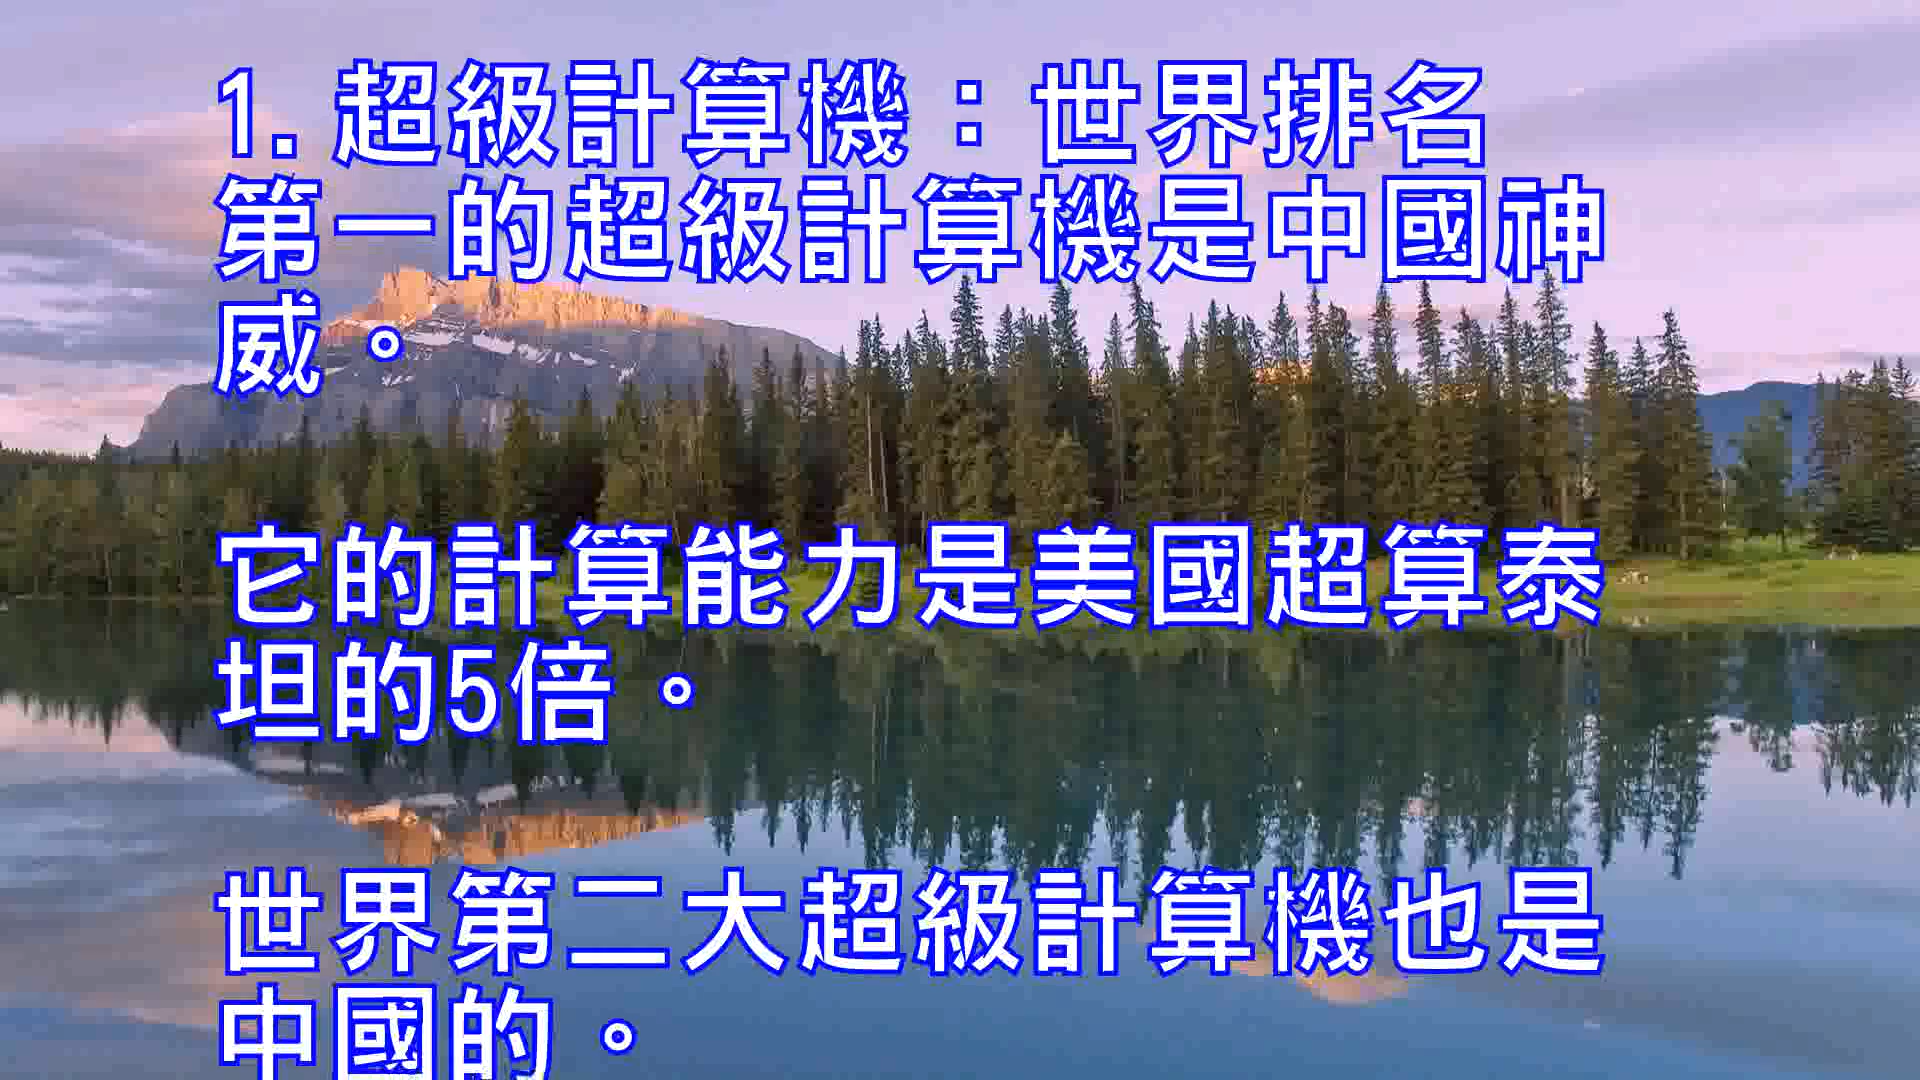 1.超級計算機：世界排名
第一的超級計算機是中國神
威。
它的計算能力是美國超算泰
坦的5倍。
世界第二大超級計算機也是
中國的。